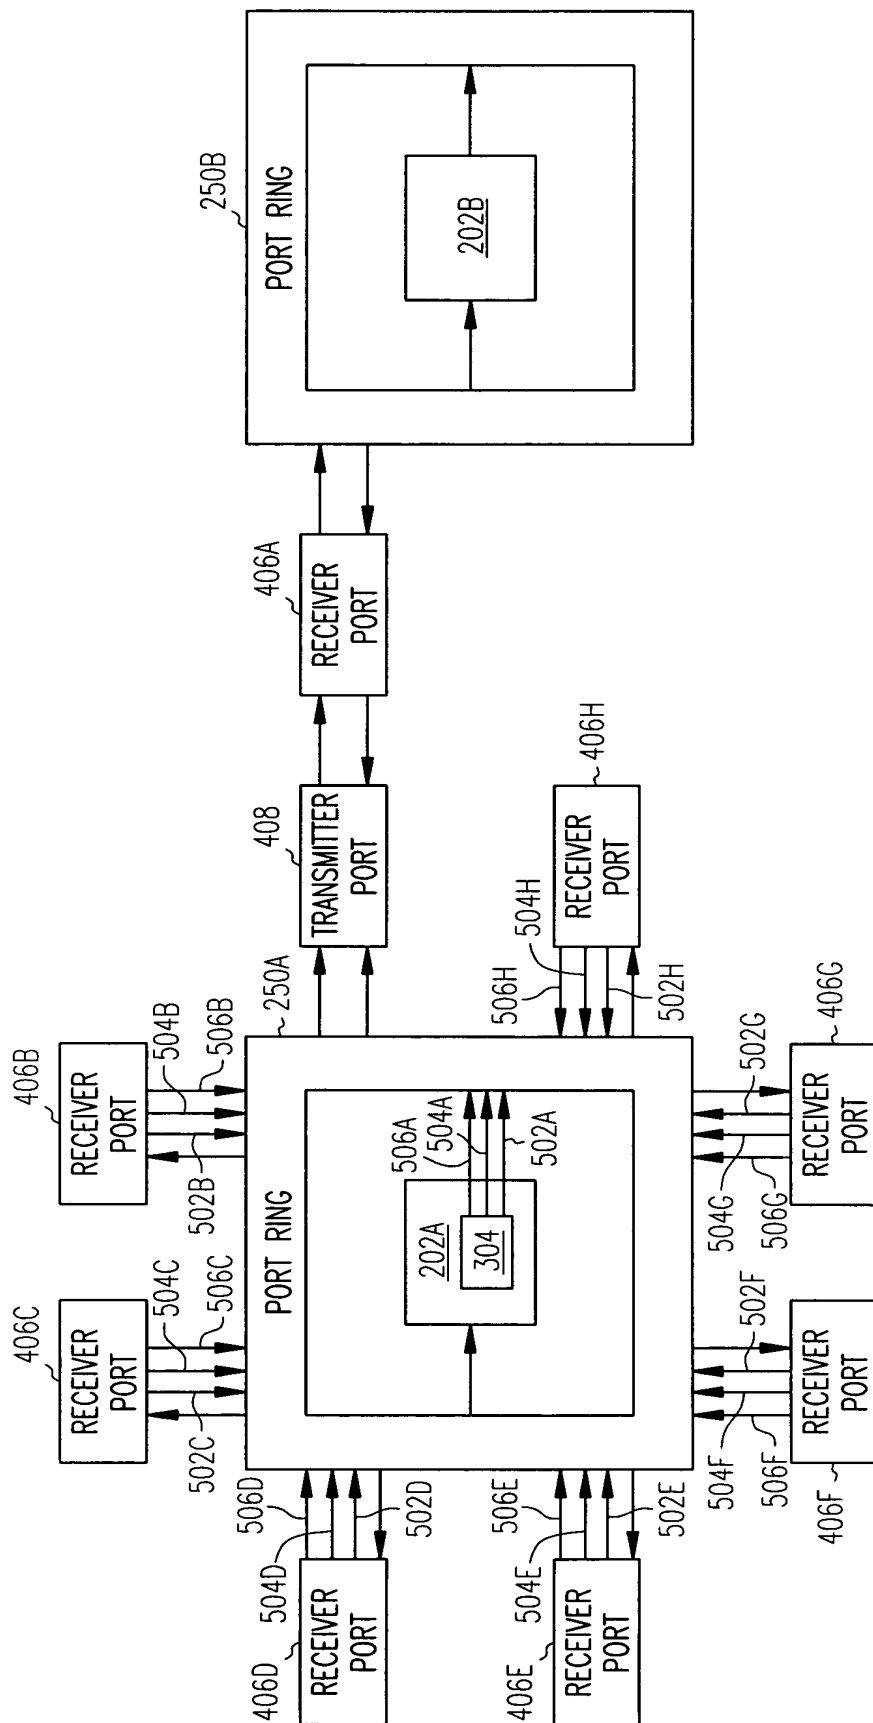 250B
PORT RING
202B
406A
RECEIVER
PORT
408
TRANSMITTER
PORT
406H
RECEIVER
PORT
506H
504H
502H
250A
PORT RING
202A
304
506A
504A
502A
406B
RECEIVER
PORT
502B
504B
506B
406C
RECEIVER
PORT
502C
504C
506C
406D
RECEIVER
PORT
504D
506D
502D
406E
RECEIVER
PORT
504E
506E
502E
406F
RECEIVER
PORT
506F
504F
502F
406G
RECEIVER
PORT
506G
504G
502G